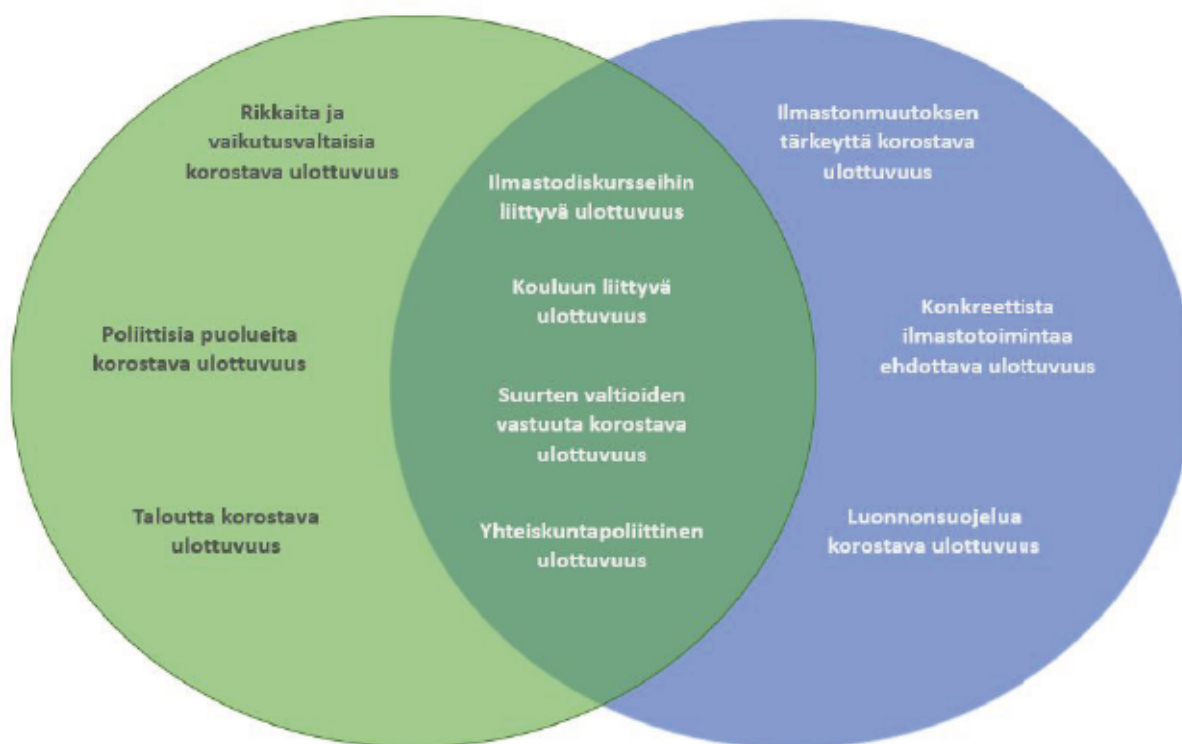 Rikkaita ja
vaikutusvaltaisia
korostava ulottuvuus
Poliittisia puolueita
korostava ulottuvuus
Taloutta korostava
ulottuvuus
Ilmastodiskursseihin
liittyvä ulottuvuus
Kouluun liittyvä
ulottuvuus
Suurten valtioiden
vastuuta korostava
ulottuvuus
Yhteiskuntapoliittinen
ulottuvuus
Ilmastonmuutoksen
tärkeyttä korostava
ulottuvuus
Konkreettista
ilmastotoimintaa
ehdottava ulottuvuus
Luonnonsuojelua
korostava ulottuvuus